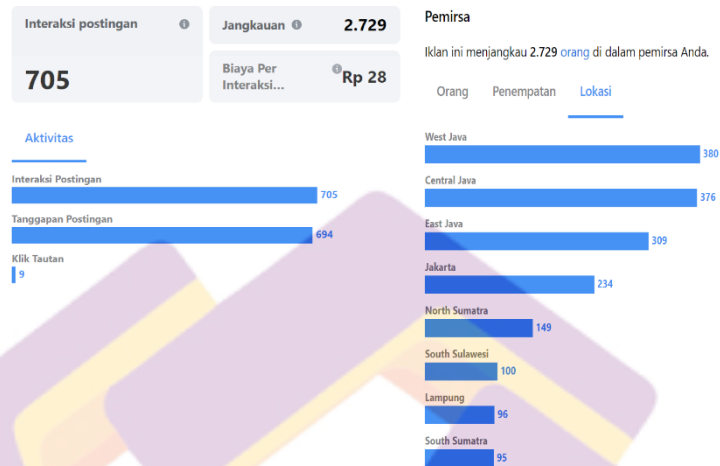 Interaksi postingan
705
Jangkauan
2.729
Biaya Per
Interaksi...
Rp 28
Aktivitas
Interaksi Postingan
705
Tanggapan Postingan
694
Klik Tautan
9
Pemirsa
Iklan ini menjangkau 2.729 orang di dalam pemirsa Anda.
Orang Penempatan Lokasi
West Java
380
Central Java
376
East Java
309
Jakarta
234
North Sumatra
149
South Sulawesi
100
Lampung
96
South Sumatra
95